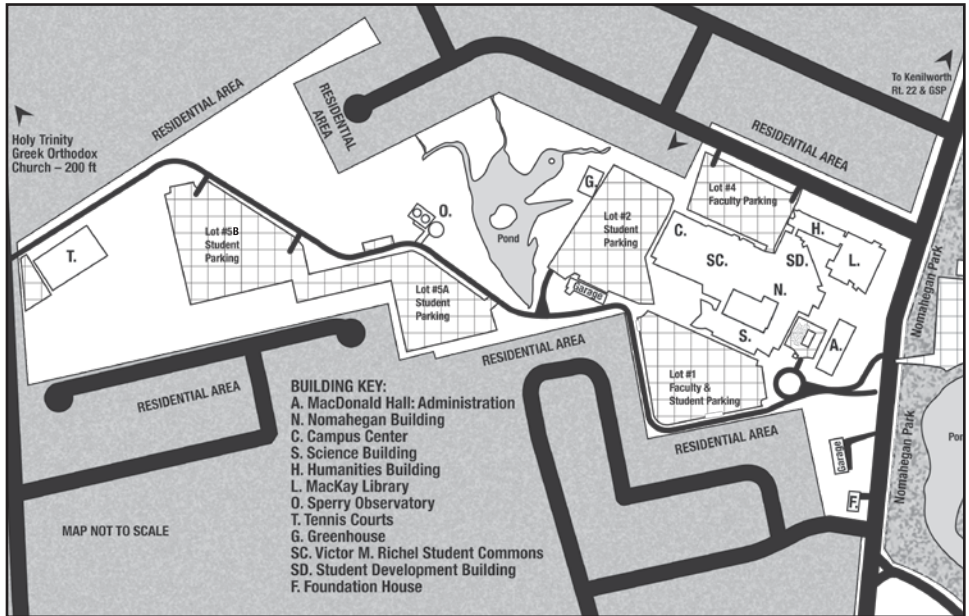 To Kenilworth
Rt. 22 & GSP
RESIDENTIAL AREA
RESIDENTIAL
AREA
RESIDENTIAL AREA
Holy Trinity
Greek Orthodox
Church – 200 ft
G.
Lot #4
Faculty Parking
O.
Lot #2
Student
Parking
H.
T.
Lot #5B
Student
Parking
Pond
C.
SC.
SD.
L.
N.
Lot #5A
Student
Parking
Garage
S.
A.
Nomahegan Park
RESIDENTIAL AREA
Lot #1
Faculty &
Student Parking
RESIDENTIAL AREA
RESIDENTIAL AREA
Nomahegan Park
Pon
Garage
F.
BUILDING KEY:
A. MacDonald Hall: Administration
N. Nomahegan Building
C. Campus Center
S. Science Building
H. Humanities Building
L. MacKay Library
O. Sperry Observatory
T. Tennis Courts
G. Greenhouse
SC. Victor M. Richel Student Commons
SD. Student Development Building
F. Foundation House
MAP NOT TO SCALE